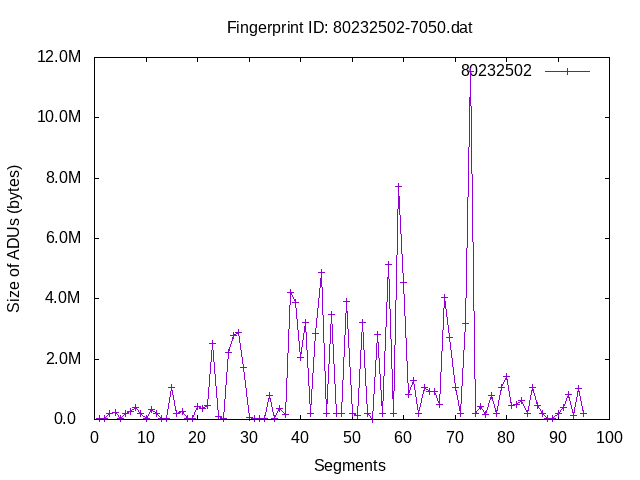 Fingerprint ID: 80232502-7050.dat
80232502
12.0M
10.0M
8.0M
6.0M
4.0M
2.0M
0.0
Size of ADUs (bytes)
0 10 20 30 40 50 60 70 80 90 100
Segments